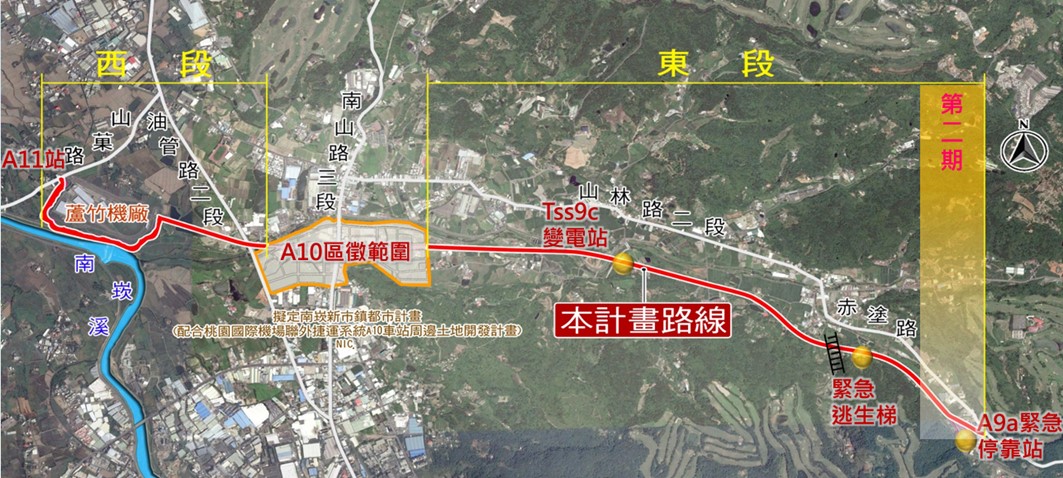 西段
東段
第二期
N
山菓路
油管路二段
南山路三段
A11站
蘆竹機廠
南崁溪
A10區徵範圍
擬定南崁新市鎮都市計畫
(配合桃園國際機場聯外捷運系統A10車站周邊土地開發計畫)
NIC
山林路二段
Tss9c
變電站
本計畫路線
赤塗路
緊急
逃生梯
A9a緊急
停靠站